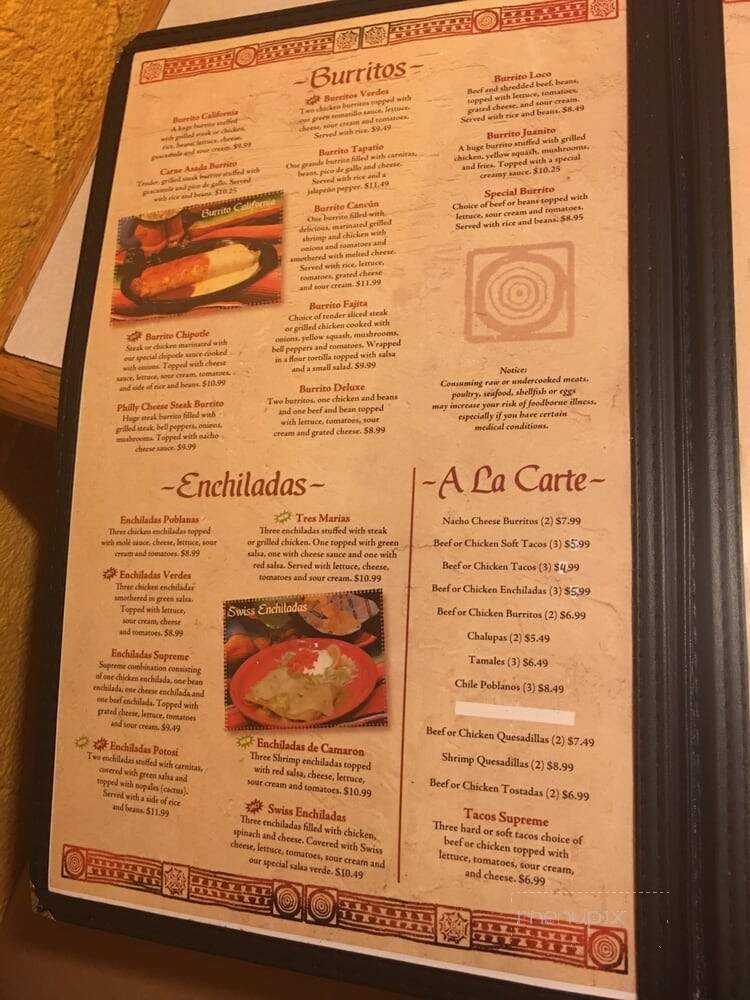 ~Burritos~
Burrito California
A huge burrito stuffed
with grilled steak or chicken,
rice, beans, lettuce, cheese,
guacamole and sour cream. $9.99
Carne Asada Burrito
Tender, grilled steak burrito stuffed with
guacamole and pico de gallo. Served
with rice and beans. $10.25
Burrito California
Burrito Chipotle
Steak or chicken marinated with
our special chipotle sauce cooked
with onions. Topped with cheese
sauce, lettuce, sour cream, tomatoes,
and side of rice and beans. $10.99
Philly Cheese Steak Burrito
Huge steak burrito filled with
grilled steak, bell peppers, onions,
mushrooms. Topped with nacho
cheese sauce. $9.99
Burritos Verdes
Two chicken burritos topped with
our green tomatillo sauce, lettuce,
cheese, sour cream and tomatoes.
Served with rice. $9.49
Burrito Tapatio
One grande burrito filled with carnitas,
beans, pico de gallo and cheese.
Served with rice and a
jalapeño pepper. $11.49
Burrito Cancún
One burrito filled with
delicious, marinated grilled
shrimp and chicken with
onions and tomatoes and
smothered with melted cheese.
Served with rice, lettuce,
tomatoes, grated cheese
and sour cream. $11.99
Burrito Fajita
Choice of tender sliced steak
or grilled chicken cooked with
onions, yellow squash, mushrooms,
bell peppers and tomatoes. Wrapped
in a flour tortilla topped with salsa
and a small salad. $9.99
Burrito Deluxe
Two burritos, one chicken and beans
and one beef and bean topped
with lettuce, tomatoes, sour
cream and grated cheese. $8.99
Burrito Loco
Beef and shredded beef, beans,
topped with lettuce, tomatoes,
grated cheese, and sour cream.
Served with rice and beans. $8.49
Burrito Juanito
A huge burrito stuffed with grilled
chicken, yellow squash, mushrooms,
and fries. Topped with a special
creamy sauce. $10.25
Special Burrito
Choice of beef or beans topped with
lettuce, sour cream and tomatoes.
Served with rice and beans. $8.95
Notice:
Consuming raw or undercooked meats,
poultry, seafood, shellfish or eggs
may increase your risk of foodborne illness,
especially if you have certain
medical conditions.
~Enchiladas~
Enchiladas Poblanas
Three chicken enchiladas topped
with molé sauce, cheese, lettuce, sour
cream and tomatoes. $8.99
Enchiladas Verdes
Three chicken enchiladas
smothered in green salsa.
Topped with lettuce,
sour cream, cheese
and tomatoes. $8.99
Enchiladas Supreme
Supreme combination consisting
of one chicken enchilada, one bean
enchilada, one cheese enchilada and
one beef enchilada. Topped with
grated cheese, lettuce, tomatoes
and sour cream. $9.49
Enchiladas Potosi
Two enchiladas stuffed with carnitas,
covered with green salsa and
topped with nopales (cactus).
Served with a side of rice
and beans. $11.99
Tres Marias
Three enchiladas stuffed with steak
or grilled chicken. One topped with green
salsa, one with cheese sauce and one with
red salsa. Served with lettuce, cheese,
tomatoes and sour cream. $10.99
Swiss Enchiladas
Enchiladas de Camaron
Three Shrimp enchiladas topped
with red salsa, cheese, lettuce,
sour cream and tomatoes. $10.99
Swiss Enchiladas
Three enchiladas filled with chicken,
spinach and cheese. Covered with Swiss
cheese, lettuce, tomatoes, sour cream and
our special salsa verde. $10.49
~A La Carte~
Nacho Cheese Burritos (2) $7.99
Beef or Chicken Soft Tacos (3) $5.99
Beef or Chicken Tacos (3) $4.99
Beef or Chicken Enchiladas (3) $5.99
Beef or Chicken Burritos (2) $6.99
Chalupas (2) $5.49
Tamales (3) $6.49
Chile Poblanos (3) $8.49
Beef or Chicken Quesadillas (2) $7.49
Shrimp Quesadillas (2) $8.99
Beef or Chicken Tostadas (2) $6.99
Tacos Supreme
Three hard or soft tacos choice of
beef or chicken topped with
lettuce, tomatoes, sour cream,
and cheese. $6.99
menupix